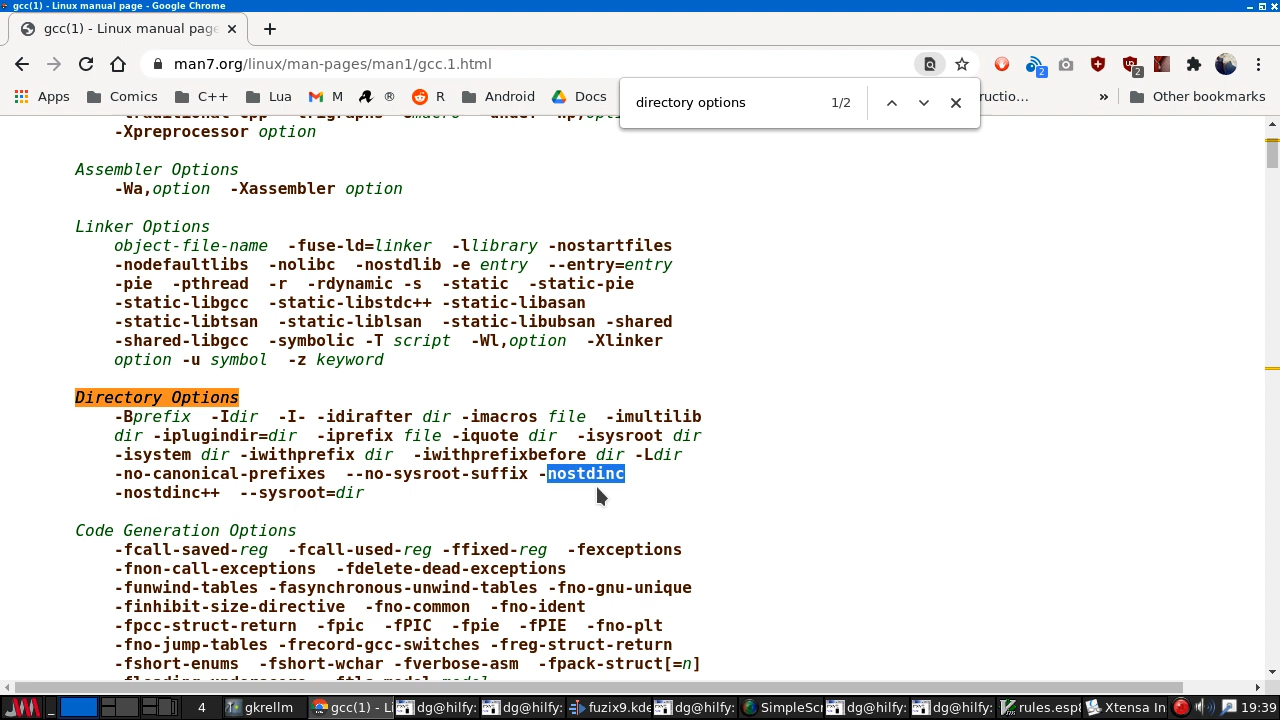 gcc(1) - Linux manual page - Google Chrome
gcc(1) - Linux manual page
man7.org/linux/man-pages/man1/gcc.1.html
2
2
Apps Comics C++ Lua M ® R Docs » Other bookmarks
directory options 1/2
-Xpreprocessor option
Assembler Options
-Wa,option -Xassembler option
Linker Options
object-file-name -fuse-ld=linker -llibrary -nostartfiles
-nodefaultlibs -nolibc -nostdlib -e entry --entry=entry
-pie -pthread -r -rdynamic -s -static -static-pie
-static-libgcc -static-libstdc++ -static-libasan
-static-libtsan -static-liblsan -static-libubsan -shared
-shared-libgcc -symbolic -T script -Wl,option -Xlinker
option -u symbol -z keyword
Directory Options
-Bprefix -Idir -I- -idirafter dir -imacros file -imultilib
dir -iplugindir=dir -iprefix file -iquote dir -isysroot dir
-isystem dir -iwithprefix dir -iwithprefixbefore dir -Ldir
-no-canonical-prefixes --no-sysroot-suffix -nostdinc
-nostdinc++ --sysroot=dir
Code Generation Options
-fcall-saved-reg -fcall-used-reg -ffixed-reg -fexceptions
-fnon-call-exceptions -fdelete-dead-exceptions
-funwind-tables -fasynchronous-unwind-tables -fno-gnu-unique
-finhibit-size-directive -fno-common -fno-ident
-fpcc-struct-return -fpic -fPIC -fpie -fPIE -fno-plt
-fno-jump-tables -frecord-gcc-switches -freg-struct-return
-fshort-enums -fshort-wchar -fverbose-asm -fpack-struct[=n]
4 gkrellm gcc(1) - Li dg@hilfy: dg@hilfy: fuzix9.kde dg@hilfy: SimpleScr dg@hilfy: dg@hilfy: rules.esp Xtensa In 19:39